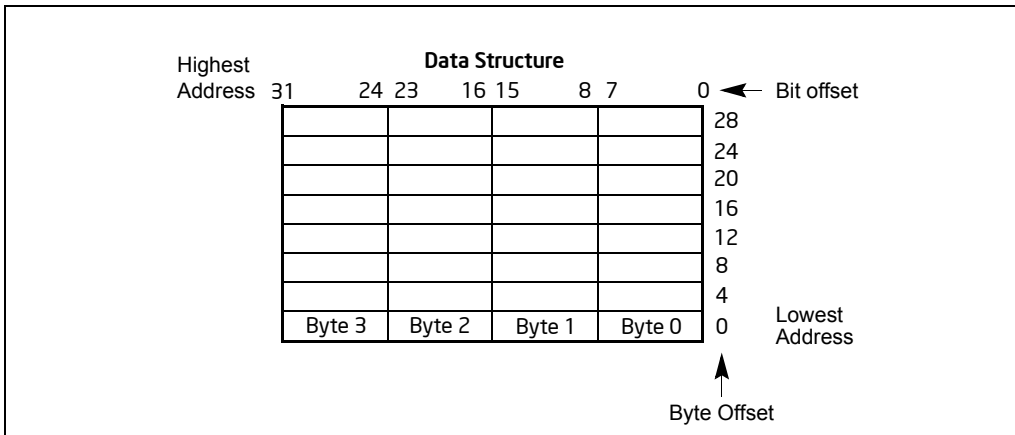 Data Structure
Highest
Address
31 24 23 16 15 8 7 0
Bit offset
28
24
20
16
12
8
4
Byte 3 Byte 2 Byte 1 Byte 0 0
Lowest
Address
Byte Offset